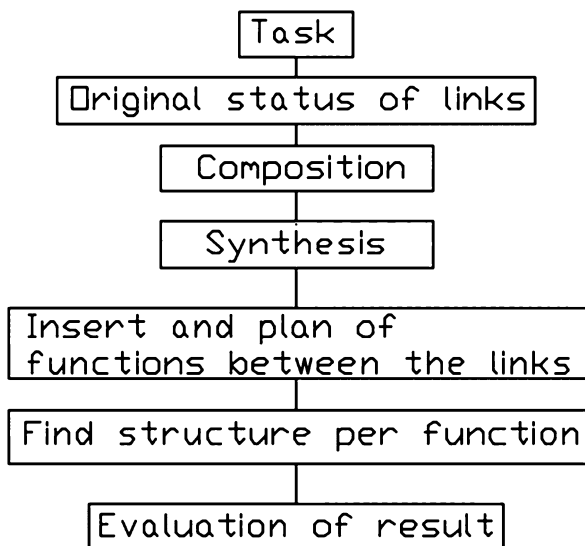 Task
Original status of links
Composition
Synthesis
Insert and plan of
functions between the links
Find structure per function
Evaluation of result